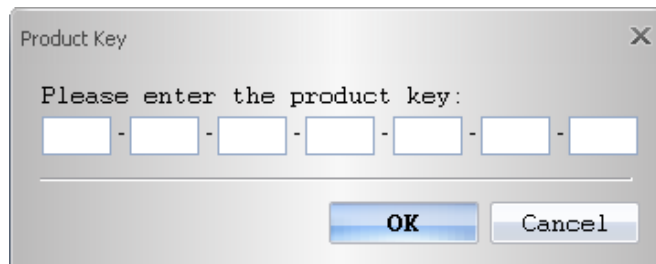 Product Key
Please enter the product key:
- - - - - -
OK Cancel